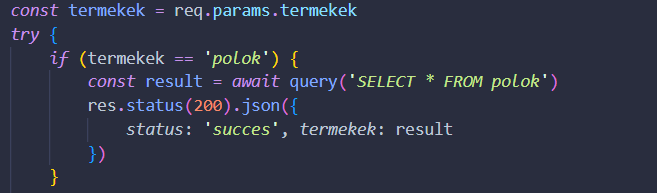 const termekek = req.params.termekek
try {
if (termekek == 'polok') {
const result = await query('SELECT * FROM polok')
res.status(200).json({
status: 'succes', termekek: result
})
}